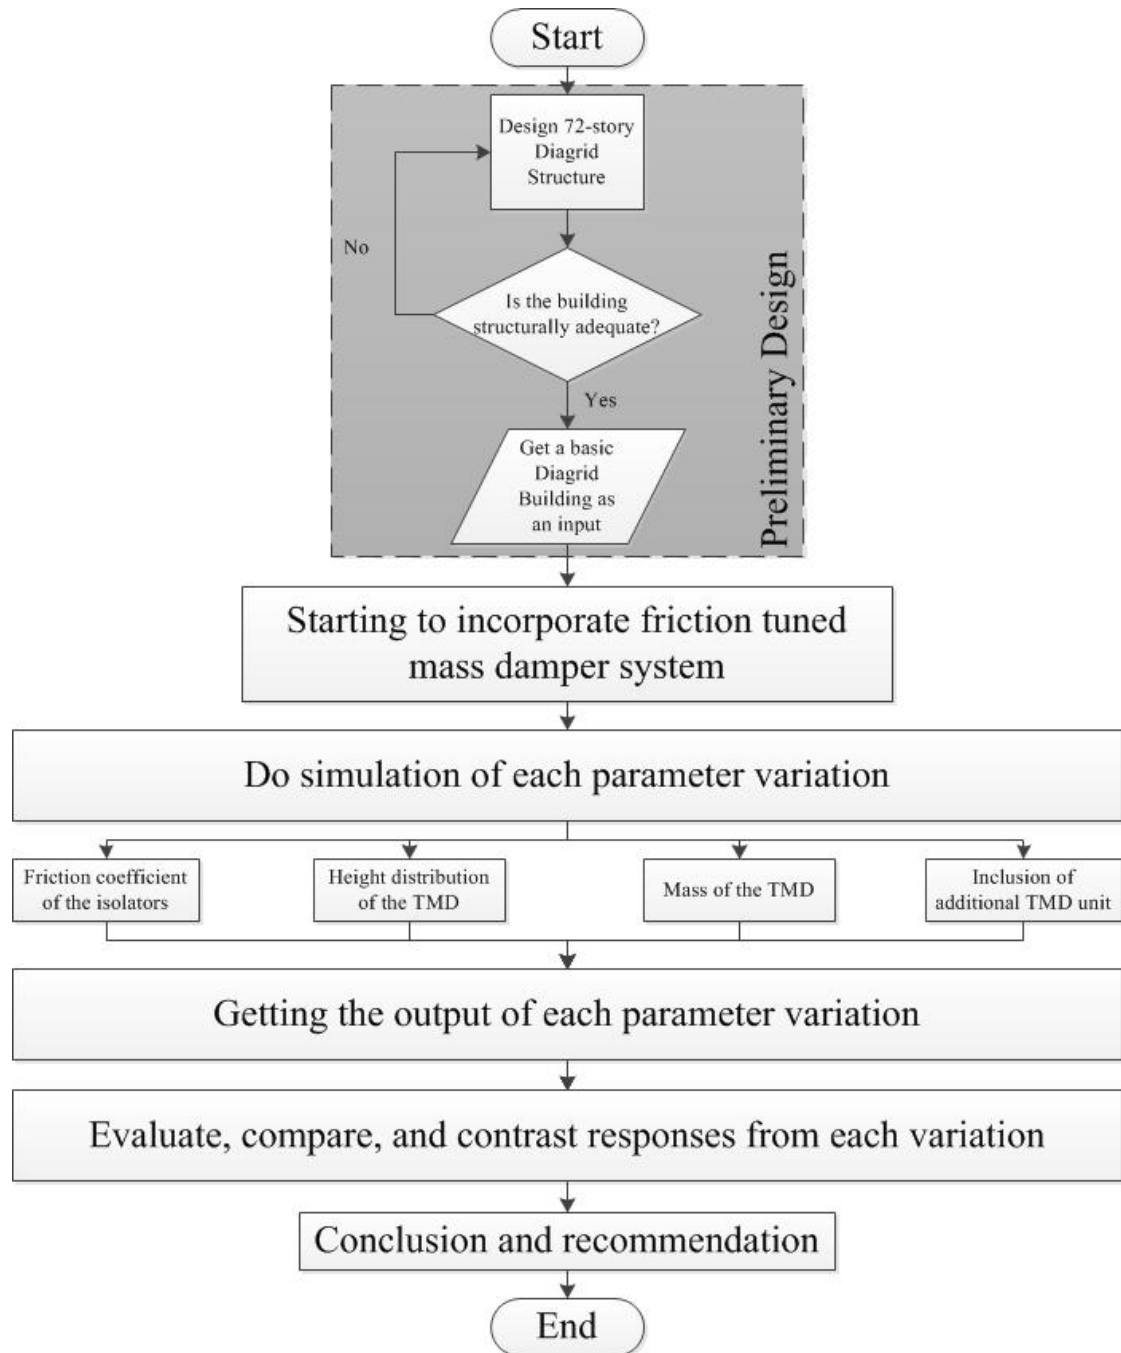 Start
Design 72-story
Diagrid
Structure
No
Is the building
structurally adequate?
Yes
Get a basic
Diagrid
Building as
an input
Preliminary Design
Starting to incorporate friction tuned
mass damper system
Do simulation of each parameter variation
Friction coefficient
of the isolators
Height distribution
of the TMD
Mass of the TMD
Inclusion of
additional TMD unit
Getting the output of each parameter variation
Evaluate, compare, and contrast responses from each variation
Conclusion and recommendation
End